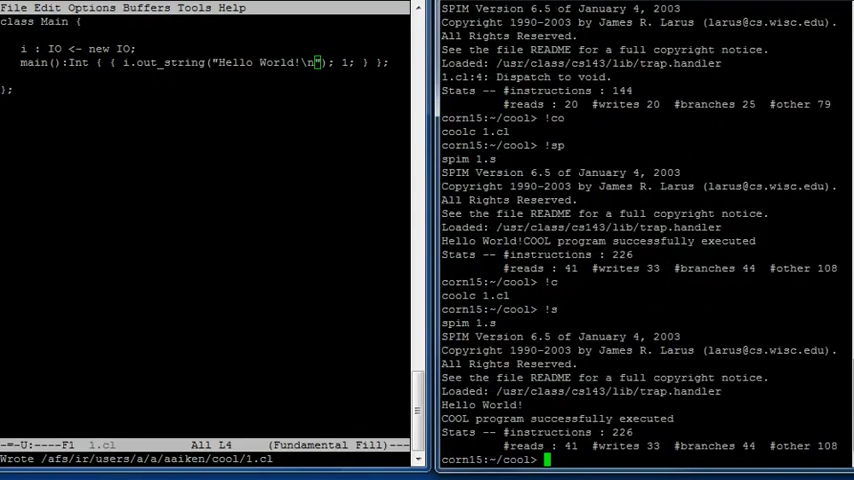 File Edit Options Buffers Tools Help
class Main {
i : IO <- new IO;
main():Int { { i.out_string("Hello World!\n"); 1; } };
};
-=-U:----F1 1.cl All L4 (Fundamental Fill)---
Wrote /afs/ir/users/a/a/aaiken/cool/1.cl
SPIM Version 6.5 of January 4, 2003
Copyright 1990-2003 by James R. Larus (larus@cs.wisc.edu).
All Rights Reserved.
See the file README for a full copyright notice.
Loaded: /usr/class/cs143/lib/trap.handler
1.cl:4: Dispatch to void.
Stats -- #instructions : 144
#reads : 20 #writes 20 #branches 25 #other 79
corn15:~/cool> !co
coolc 1.cl
corn15:~/cool> !sp
spim 1.s
SPIM Version 6.5 of January 4, 2003
Copyright 1990-2003 by James R. Larus (larus@cs.wisc.edu).
All Rights Reserved.
See the file README for a full copyright notice.
Loaded: /usr/class/cs143/lib/trap.handler
Hello World!COOL program successfully executed
Stats -- #instructions : 226
#reads : 41 #writes 33 #branches 44 #other 108
corn15:~/cool> !c
coolc 1.cl
corn15:~/cool> !s
spim 1.s
SPIM Version 6.5 of January 4, 2003
Copyright 1990-2003 by James R. Larus (larus@cs.wisc.edu).
All Rights Reserved.
See the file README for a full copyright notice.
Loaded: /usr/class/cs143/lib/trap.handler
Hello World!
COOL program successfully executed
Stats -- #instructions : 226
#reads : 41 #writes 33 #branches 44 #other 108
corn15:~/cool>